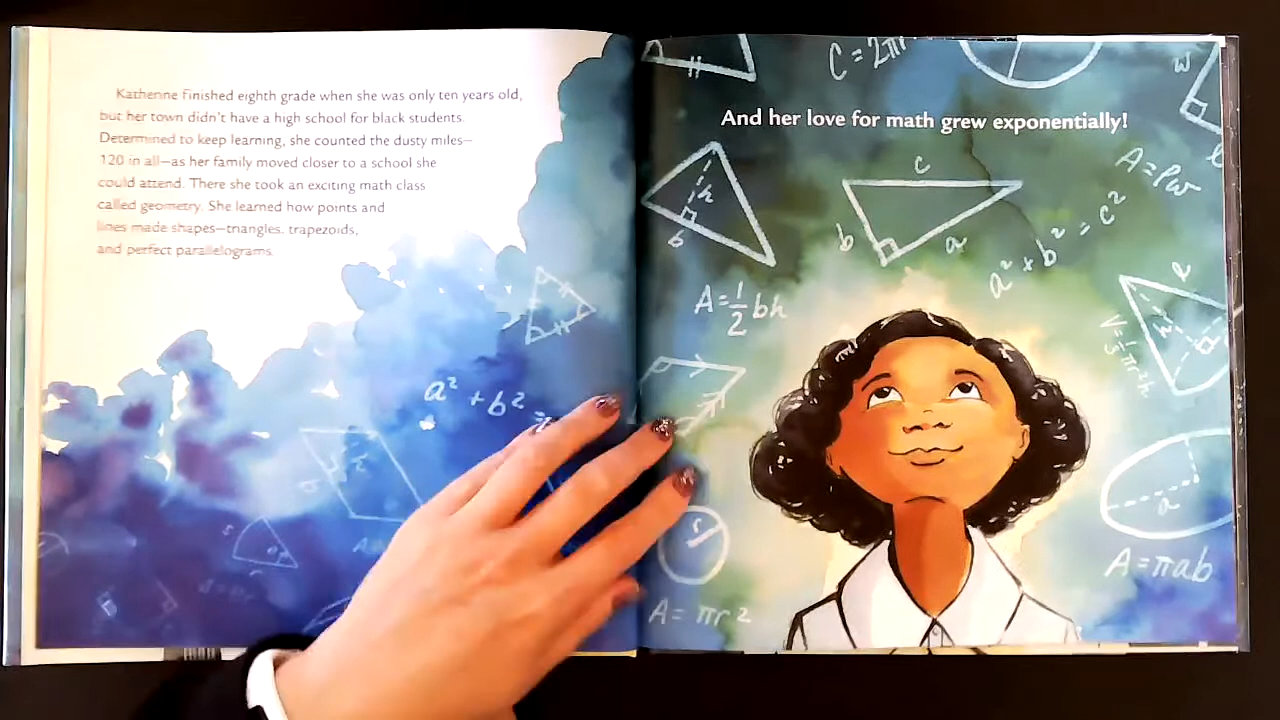 Katherine finished eighth grade when she was only ten years old,
but her town didn't have a high school for black students.
Determined to keep learning, she counted the dusty miles—
120 in all—as her family moved closer to a school she
could attend. There she took an exciting math class
called geometry. She learned how points and
lines made shapes—triangles, trapezoids,
and perfect parallelograms.
a² + b² =
And her love for math grew exponentially!
C = 2πr
w
l
A = lw
h
b
c
b
a
a² + b² = c²
A = 1/2 bh
l
h
V = 1/3 πr²h
r
A = πr²
a
A = πab